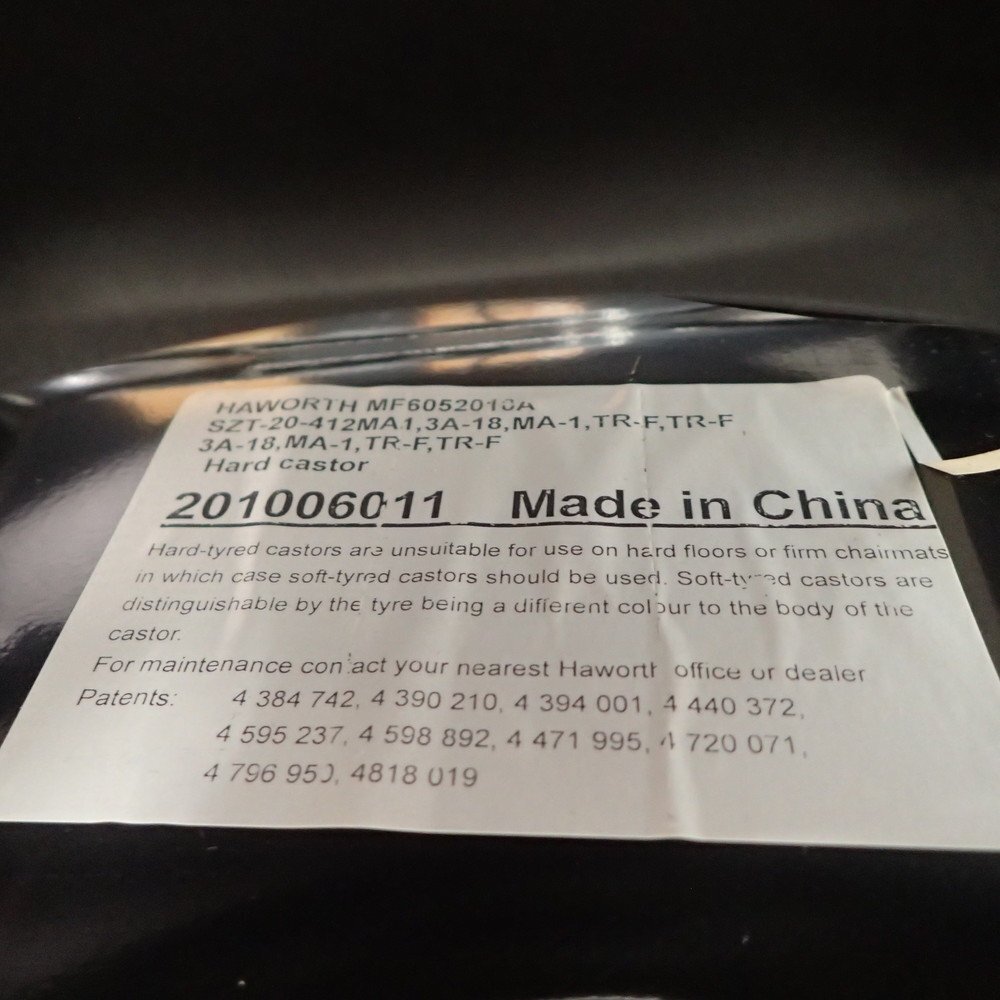 HAWORTH
SZT-20-412MA1,3A-18,MA-1,TR-F,TR-F
3A-18,MA-1,TR-F,TR-F
Hard castor
201006011 Made in China
Hard-tyred castors are unsuitable for use on hard floors or firm chairmats
in which case soft-tyred castors should be used. Soft-tyred castors are
distinguishable by the tyre being a different colour to the body of the
castor.
For maintenance contact your nearest Haworth office or dealer
Patents: 4 384 742, 4 390 210, 4 394 001, 4 440 372,
4 595 237, 4 598 892, 4 471 995, 4 720 071,
4 796 950, 4818 019